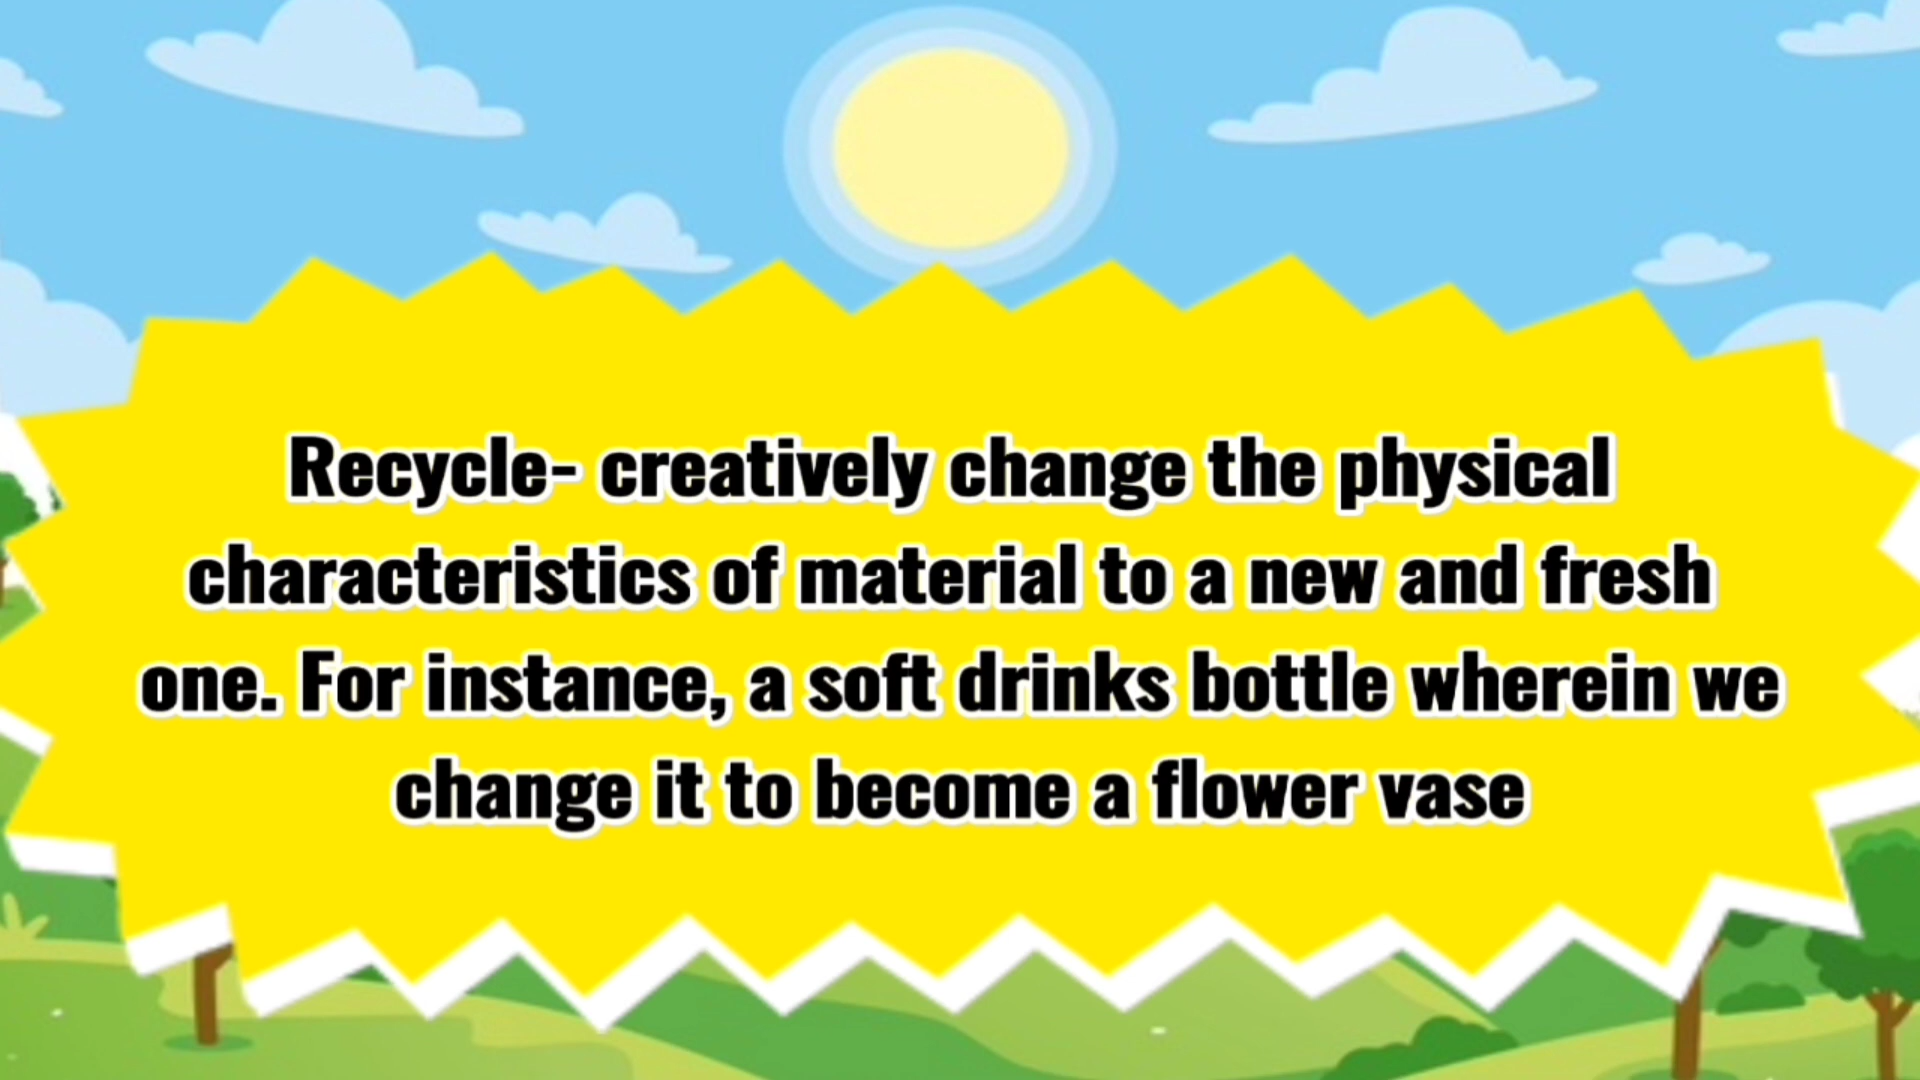 Recycle- creatively change the physical
characteristics of material to a new and fresh
one. For instance, a soft drinks bottle wherein we
change it to become a flower vase